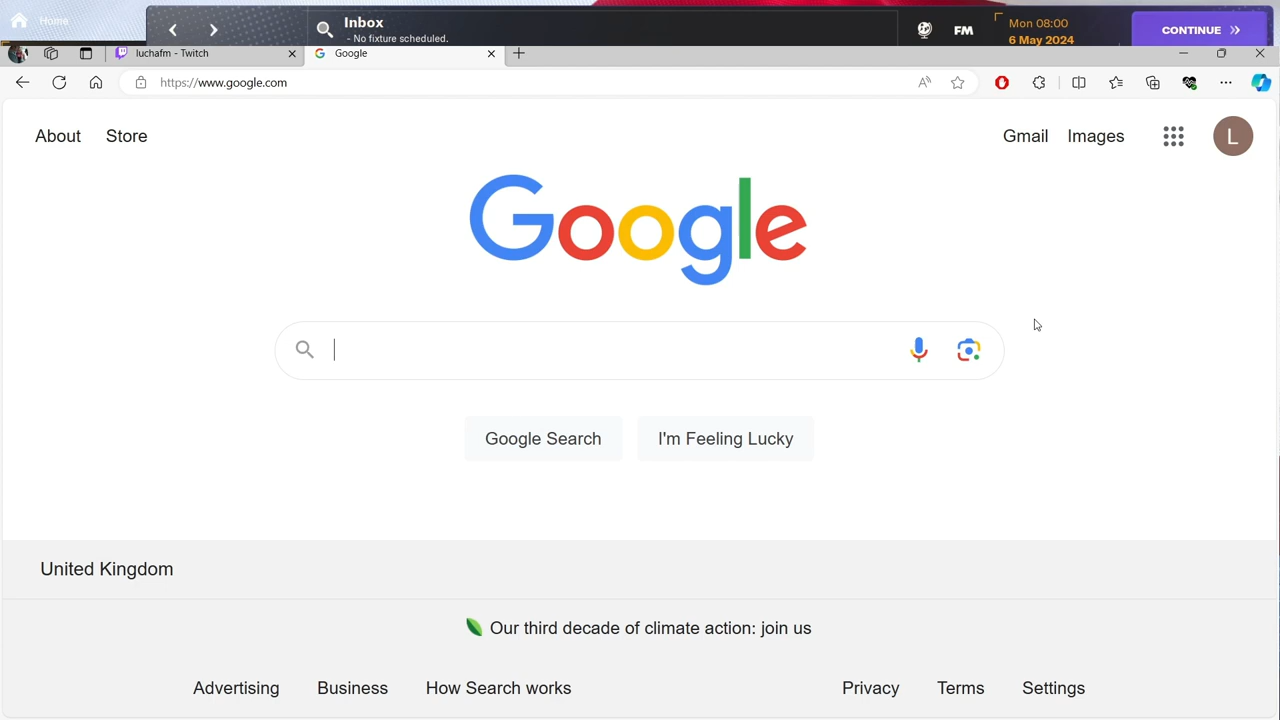 Home
Inbox
- No fixture scheduled.
FM
Mon 08:00
6 May 2024
CONTINUE
luchafm - Twitch
Google
https://www.google.com
About
Store
Gmail
Images
L
Google
Google Search
I'm Feeling Lucky
United Kingdom
Our third decade of climate action: join us
Advertising
Business
How Search works
Privacy
Terms
Settings